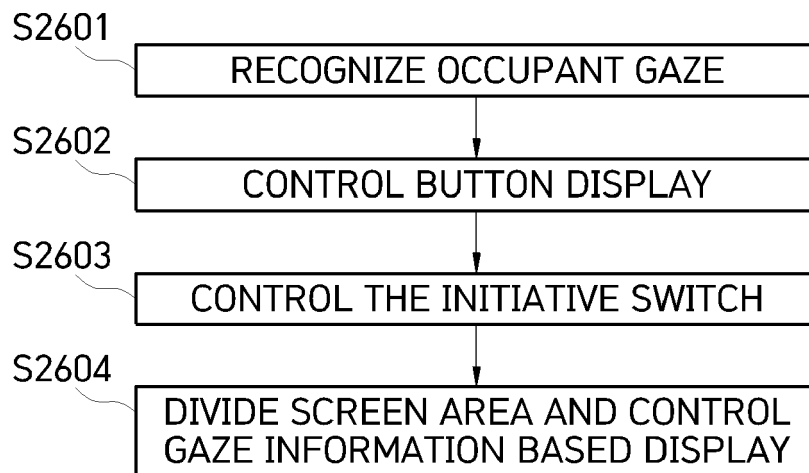 S2601
RECOGNIZE OCCUPANT GAZE
S2602
CONTROL BUTTON DISPLAY
S2603
CONTROL THE INITIATIVE SWITCH
S2604
DIVIDE SCREEN AREA AND CONTROL
GAZE INFORMATION BASED DISPLAY